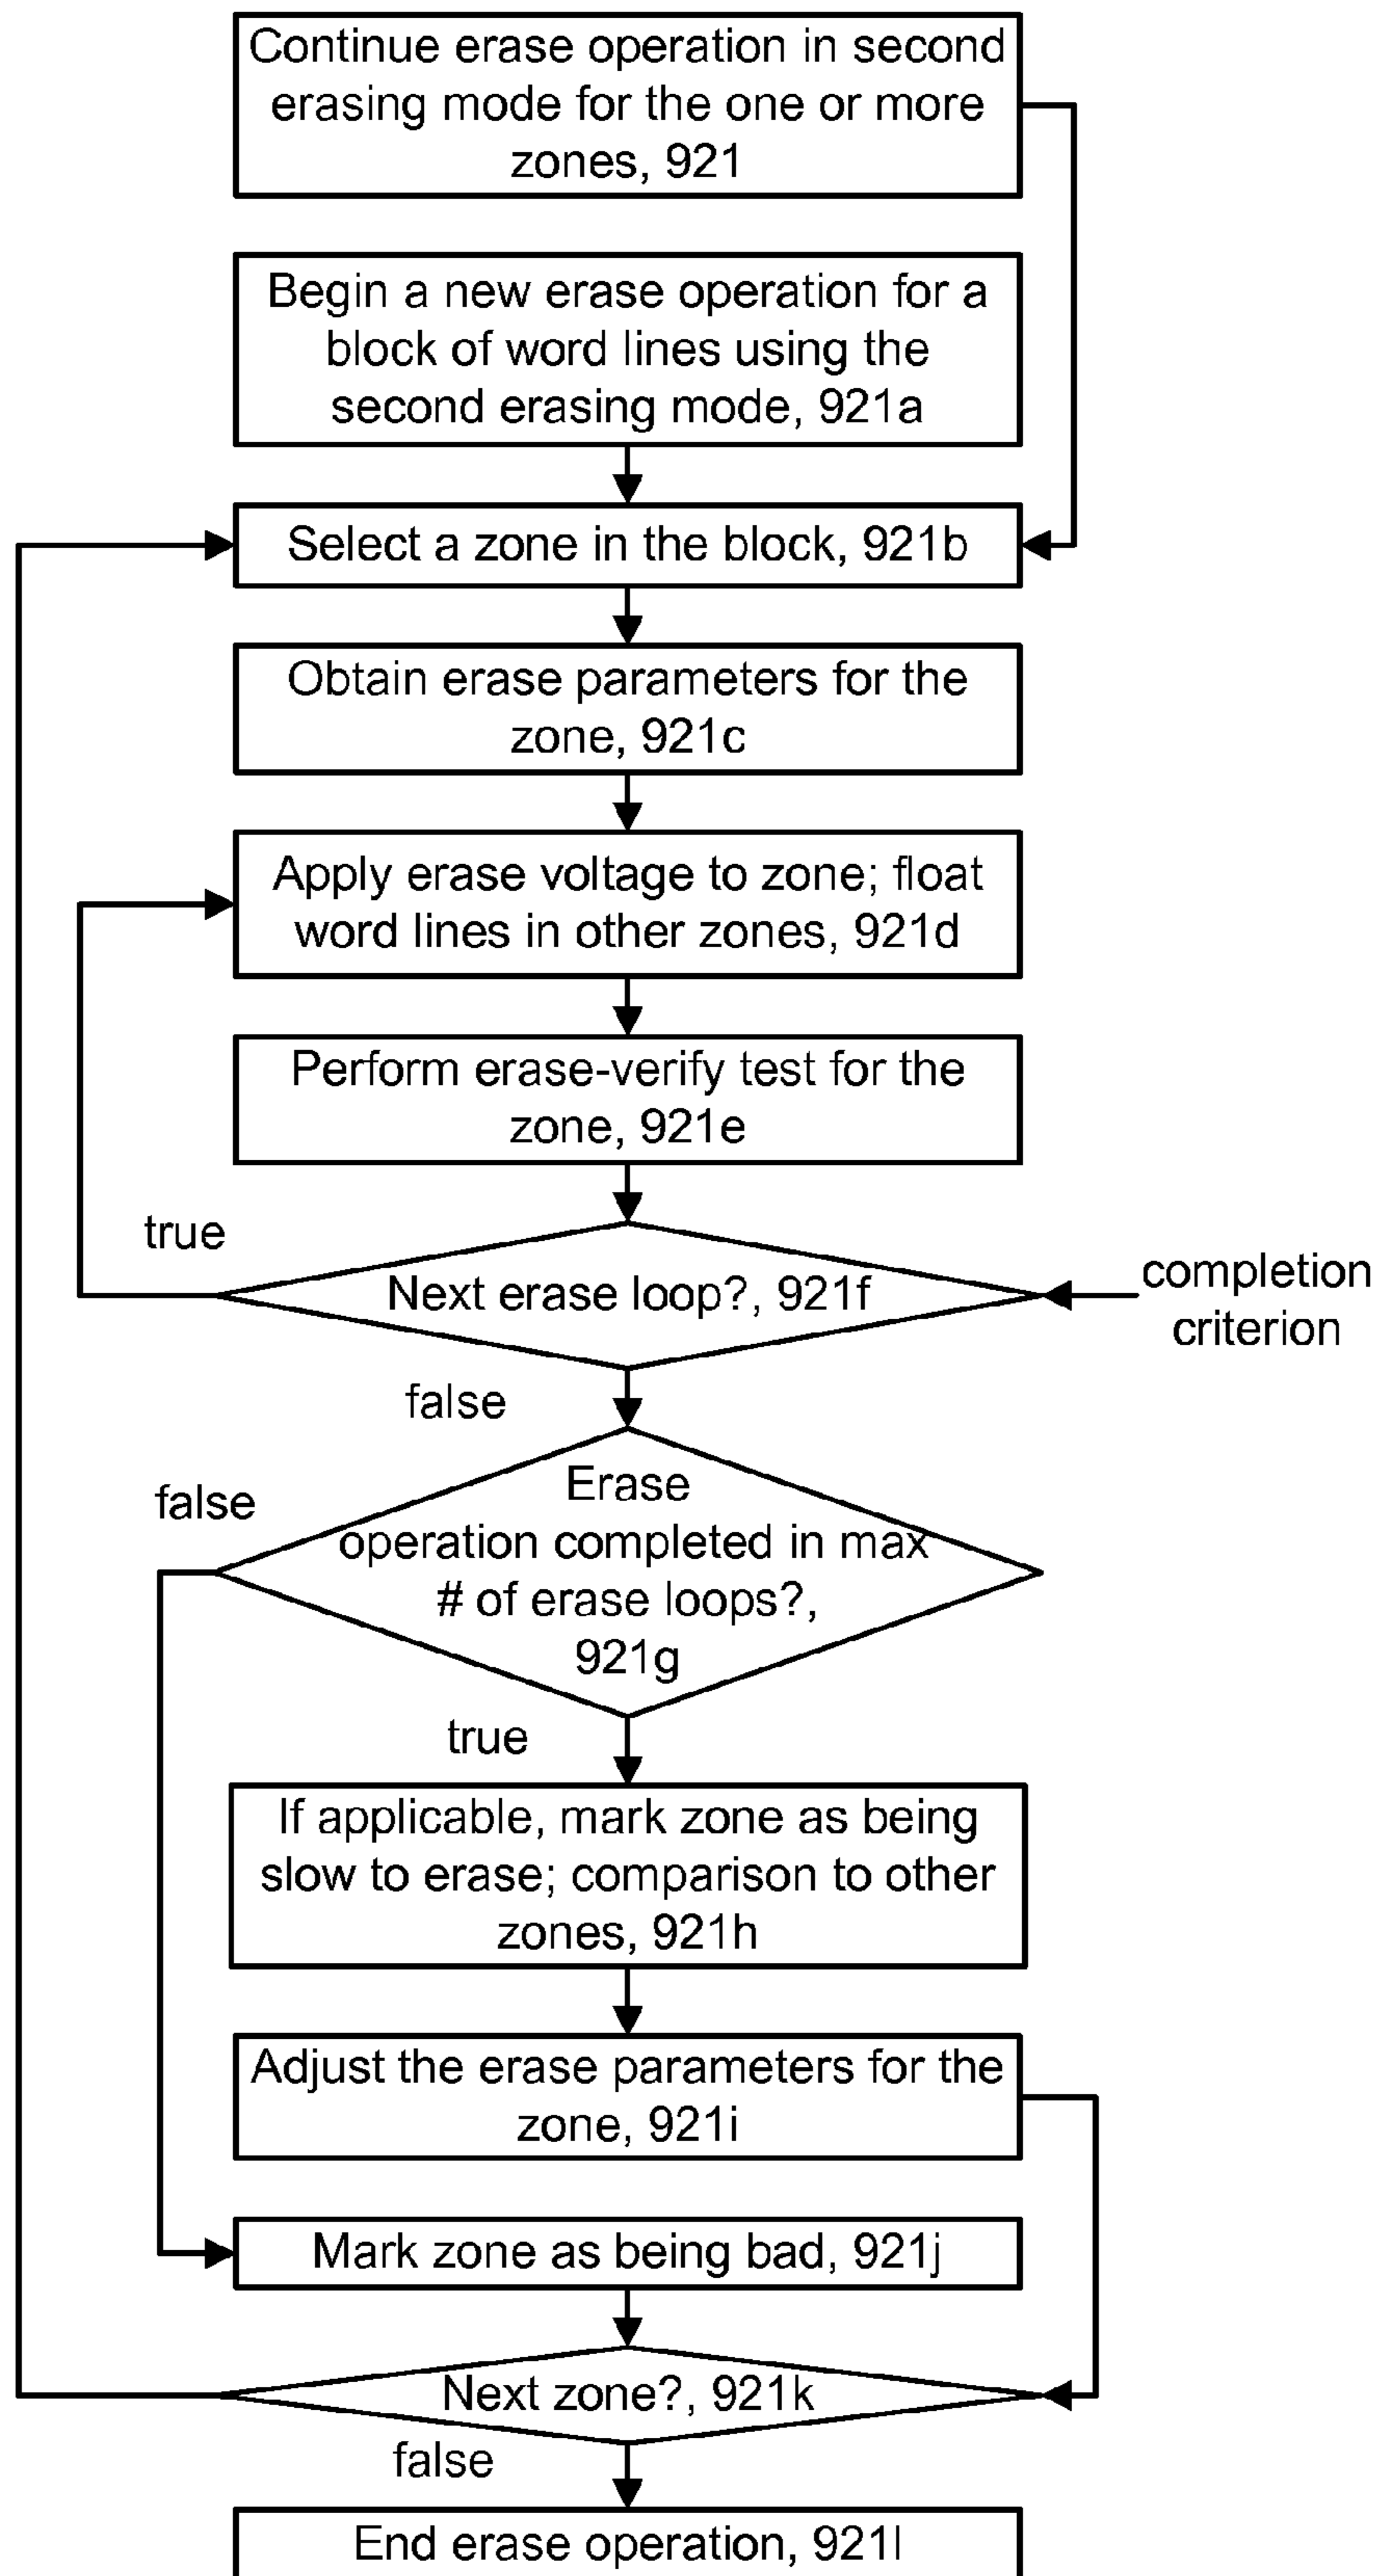 Continue erase operation in second
erasing mode for the one or more
zones, 921
Begin a new erase operation for a
block of word lines using the
second erasing mode, 921a
Select a zone in the block, 921b
Obtain erase parameters for the
zone, 921c
Apply erase voltage to zone; float
word lines in other zones, 921d
Perform erase-verify test for the
zone, 921e
true
Next erase loop?, 921f
completion
criterion
false
false
Erase
operation completed in max
# of erase loops?,
921g
true
If applicable, mark zone as being
slow to erase; comparison to other
zones, 921h
Adjust the erase parameters for the
zone, 921i
Mark zone as being bad, 921j
Next zone?, 921k
false
End erase operation, 921l